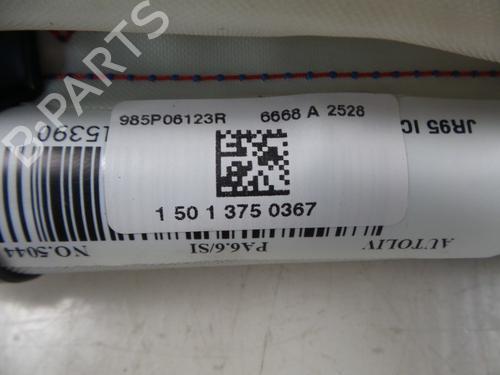 985P06123R 6668 A 2528
1 50 1 375 0367
15390
JR95 IC
AUTOLIV
PA6.6/SI
NO.5044
B-PARTS